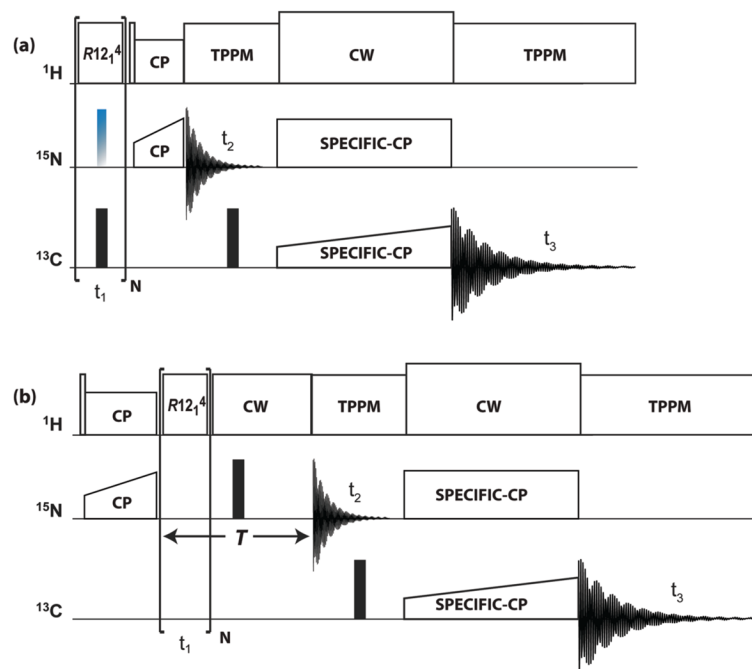 (a)
R12₁⁴ CP TPPM CW TPPM
¹H
CP t₂ SPECIFIC-CP
¹⁵N
SPECIFIC-CP t₃
¹³C
t₁ N
(b)
CP R12₁⁴ CW TPPM CW TPPM
¹H
CP t₂ SPECIFIC-CP
¹⁵N
T
SPECIFIC-CP t₃
¹³C
t₁ N